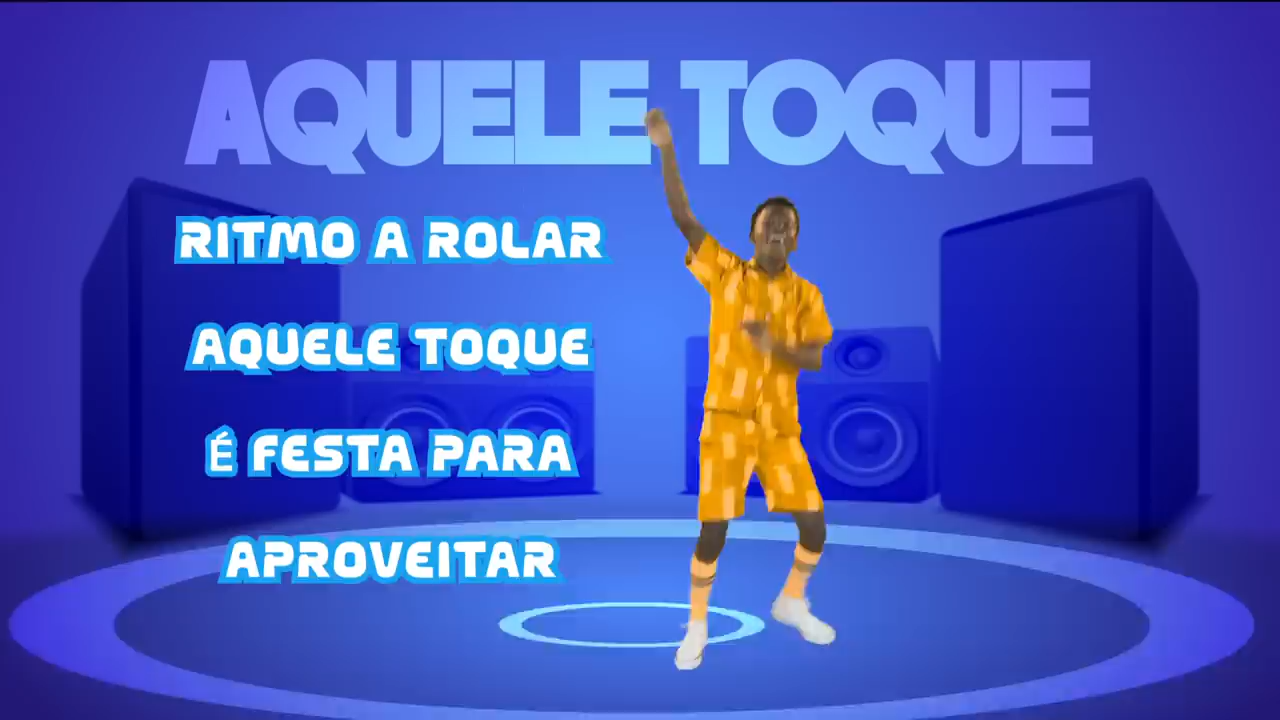 AQUELE TOQUE
RITMO A ROLAR
AQUELE TOQUE
É FESTA PARA
APROVEITAR